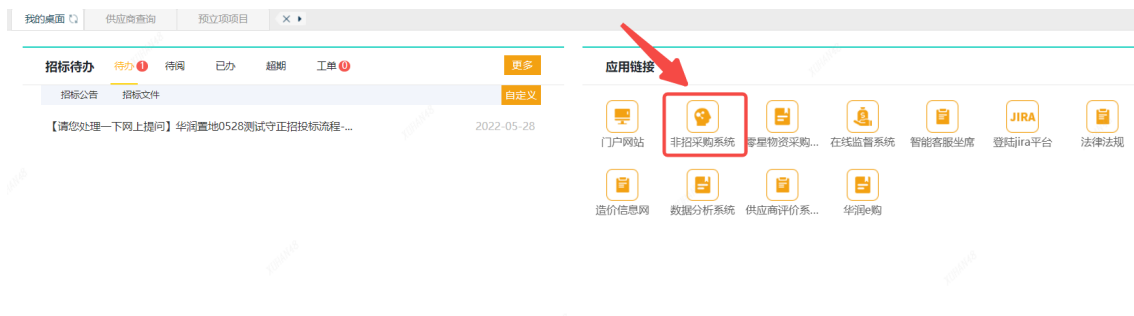 我的桌面 供应商查询 预立项项目
招标待办 待办 1 待阅 已办 超期 工单 0 更多
招标公告 招标文件 自定义
【请您处理一下网上提问】华润置地0528测试守正招投标流程-... 2022-05-28
应用链接
门户网站 非招采购系统 零星物资采购... 在线监督系统 智能客服坐席 登陆jira平台 法律法规
JIRA
造价信息网 数据分析系统 供应商评价系... 华润e购